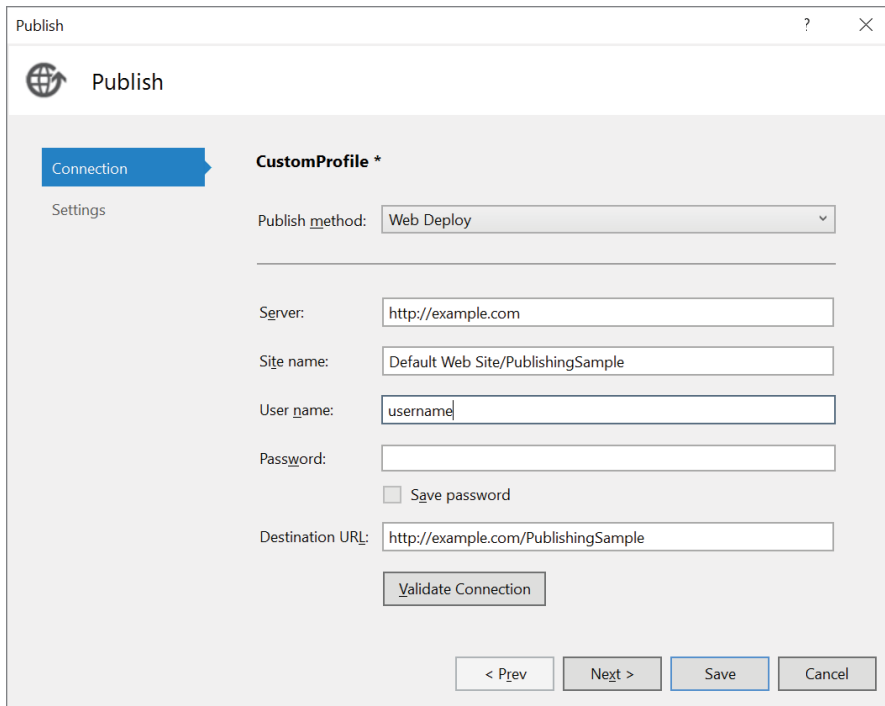 Publish ?
Publish
Connection
Settings
CustomProfile *
Publish method: Web Deploy
Server: http://example.com
Site name: Default Web Site/PublishingSample
User name: username
Password:
Save password
Destination URL: http://example.com/PublishingSample
Validate Connection
< Prev Next > Save Cancel